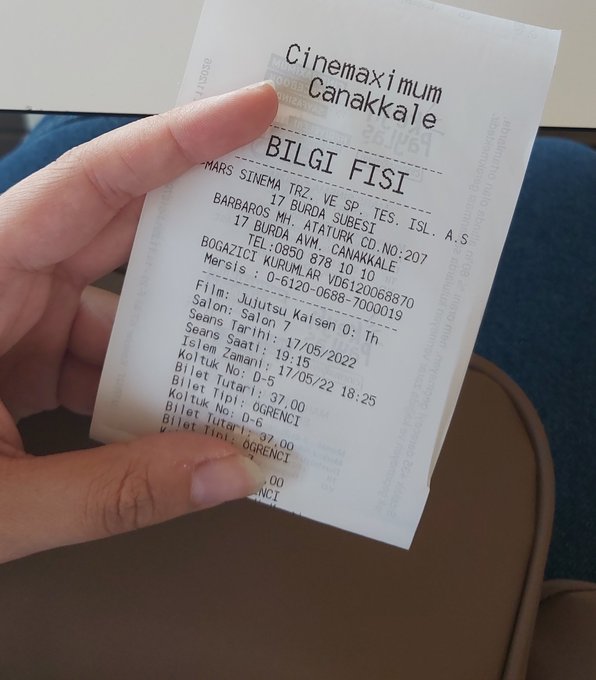 Cinemaximum
Canakkale
BILGI FISI
MARS SINEMA TRZ. VE SP. TES. ISL. A.S
17 BURDA SUBESI
BARBAROS MH. ATATURK CD.NO:207
17 BURDA AVM. CANAKKALE
TEL:0850 878 10 10
BOGAZICI KURUMLAR VD6120068870
Mersis : 0-6120-0688-7000019
Film: Jujutsu Kaisen 0: Th
Salon: Salon 7
Seans Tarihi: 17/05/2022
Seans Saati: 19:15
Islem Zamani: 17/05/22 18:25
Koltuk No: D-5
Bilet Tutari: 37,00
Bilet Tipi: OGRENCI
Koltuk No: D-6
Bilet Tutari: 37,00
Bilet Tipi: OGRENCI
,00
ENCI